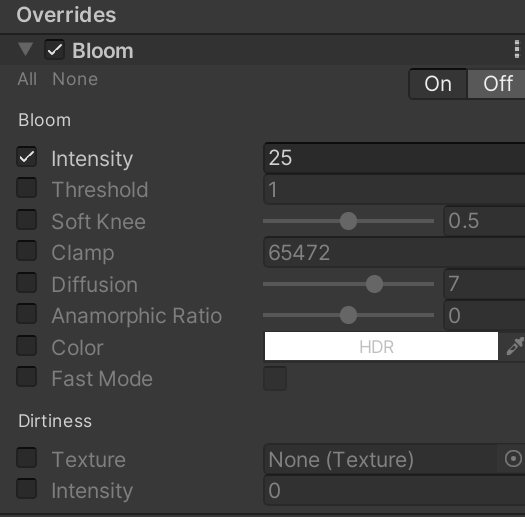 Overrides
Bloom
All None
On Off
Bloom
Intensity 25
Threshold 1
Soft Knee 0.5
Clamp 65472
Diffusion 7
Anamorphic Ratio 0
Color HDR
Fast Mode
Dirtiness
Texture None (Texture)
Intensity 0